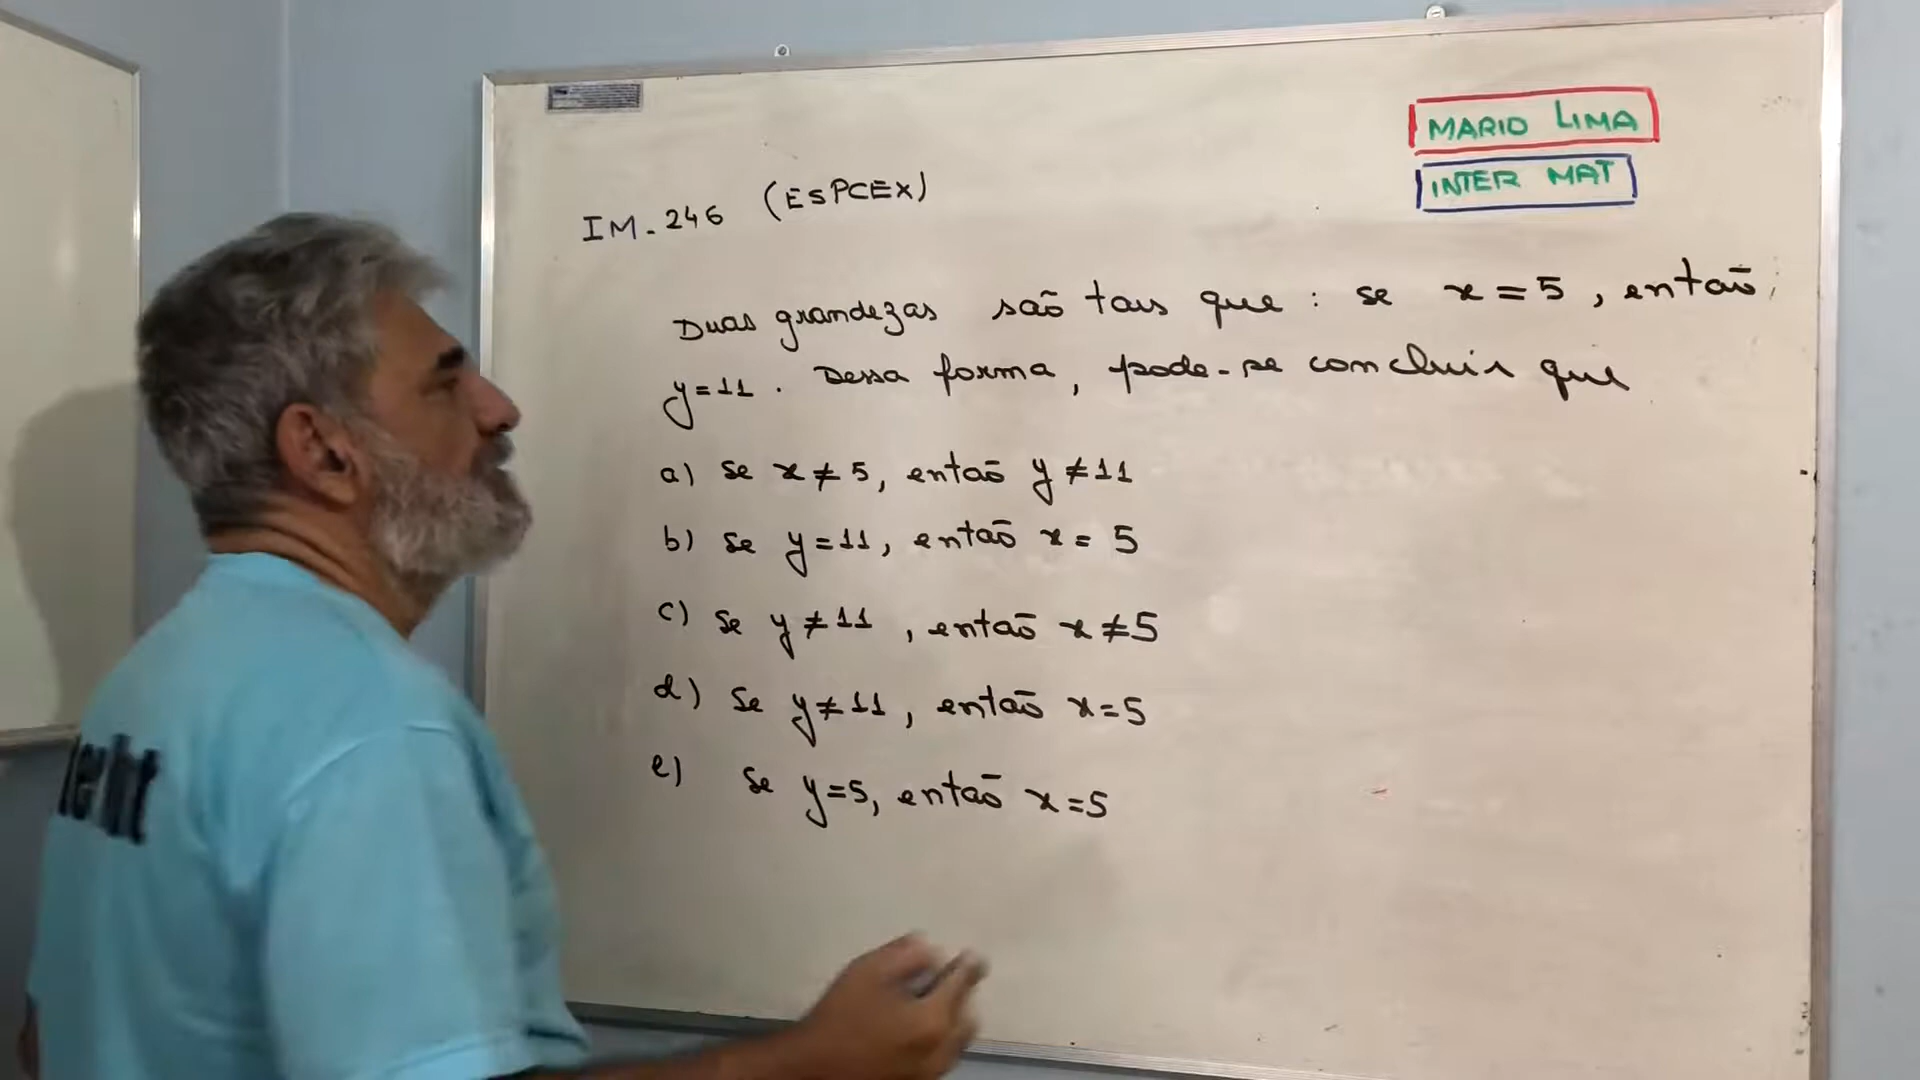 MARIO LIMA
INTER MAT
IM. 246 (ESPCEX)
Duas grandezas são tais que : se x = 5 , então
y = 11 . Dessa forma , pode-se concluir que
a) se x ≠ 5 , então y ≠ 11
b) se y = 11 , então x = 5
c) se y ≠ 11 , então x ≠ 5
d) se y ≠ 11 , então x = 5
e) se y = 5 , então x = 5